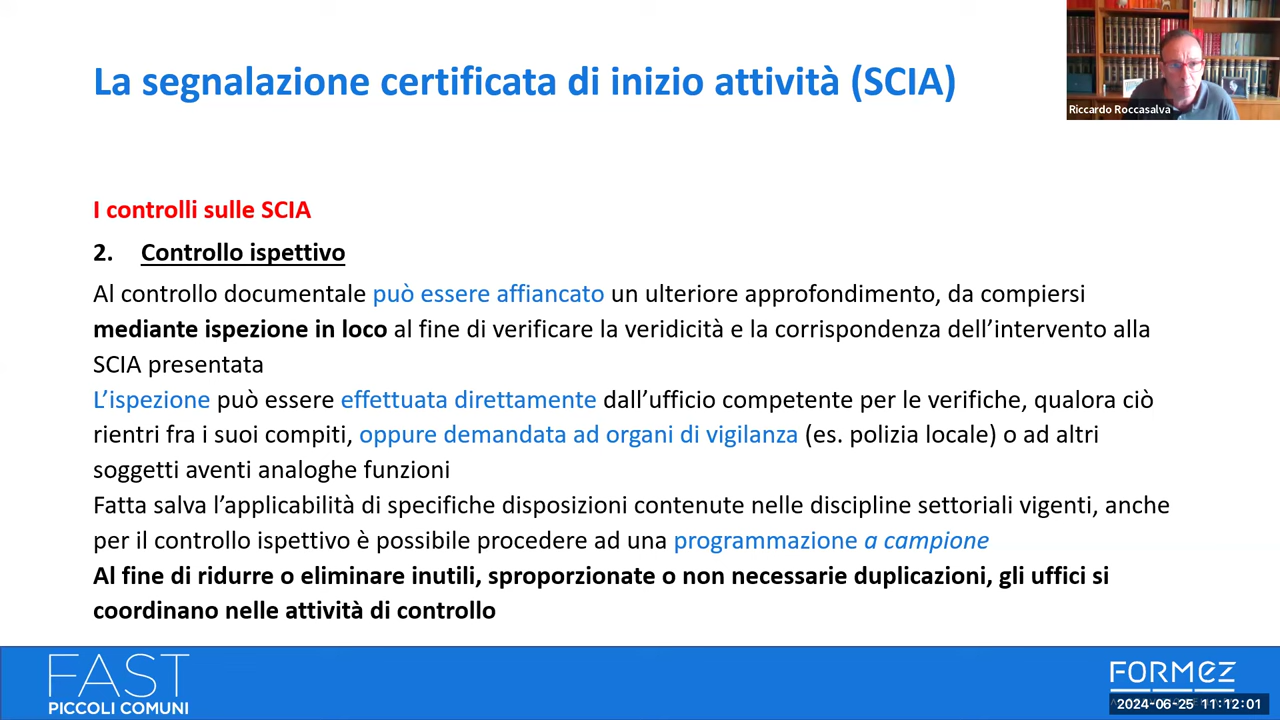 La segnalazione certificata di inizio attività (SCIA)
Riccardo Roccasalva
I controlli sulle SCIA
2. Controllo ispettivo
Al controllo documentale può essere affiancato un ulteriore approfondimento, da compiersi
mediante ispezione in loco al fine di verificare la veridicità e la corrispondenza dell’intervento alla
SCIA presentata
L’ispezione può essere effettuata direttamente dall’ufficio competente per le verifiche, qualora ciò
rientri fra i suoi compiti, oppure demandata ad organi di vigilanza (es. polizia locale) o ad altri
soggetti aventi analoghe funzioni
Fatta salva l’applicabilità di specifiche disposizioni contenute nelle discipline settoriali vigenti, anche
per il controllo ispettivo è possibile procedere ad una programmazione a campione
Al fine di ridurre o eliminare inutili, sproporzionate o non necessarie duplicazioni, gli uffici si
coordinano nelle attività di controllo
FAST
PICCOLI COMUNI
FORMEZ
2024-06-25 11:12:01